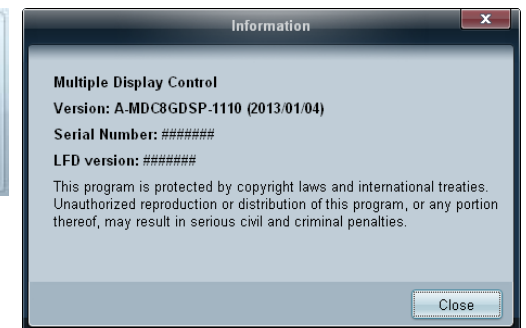 Information
x
Multiple Display Control
Version: A-MDC8GDSP-1110 (2013/01/04)
Serial Number: #######
LFD version: #######
This program is protected by copyright laws and international treaties.
Unauthorized reproduction or distribution of this program, or any portion
thereof, may result in serious civil and criminal penalties.
Close